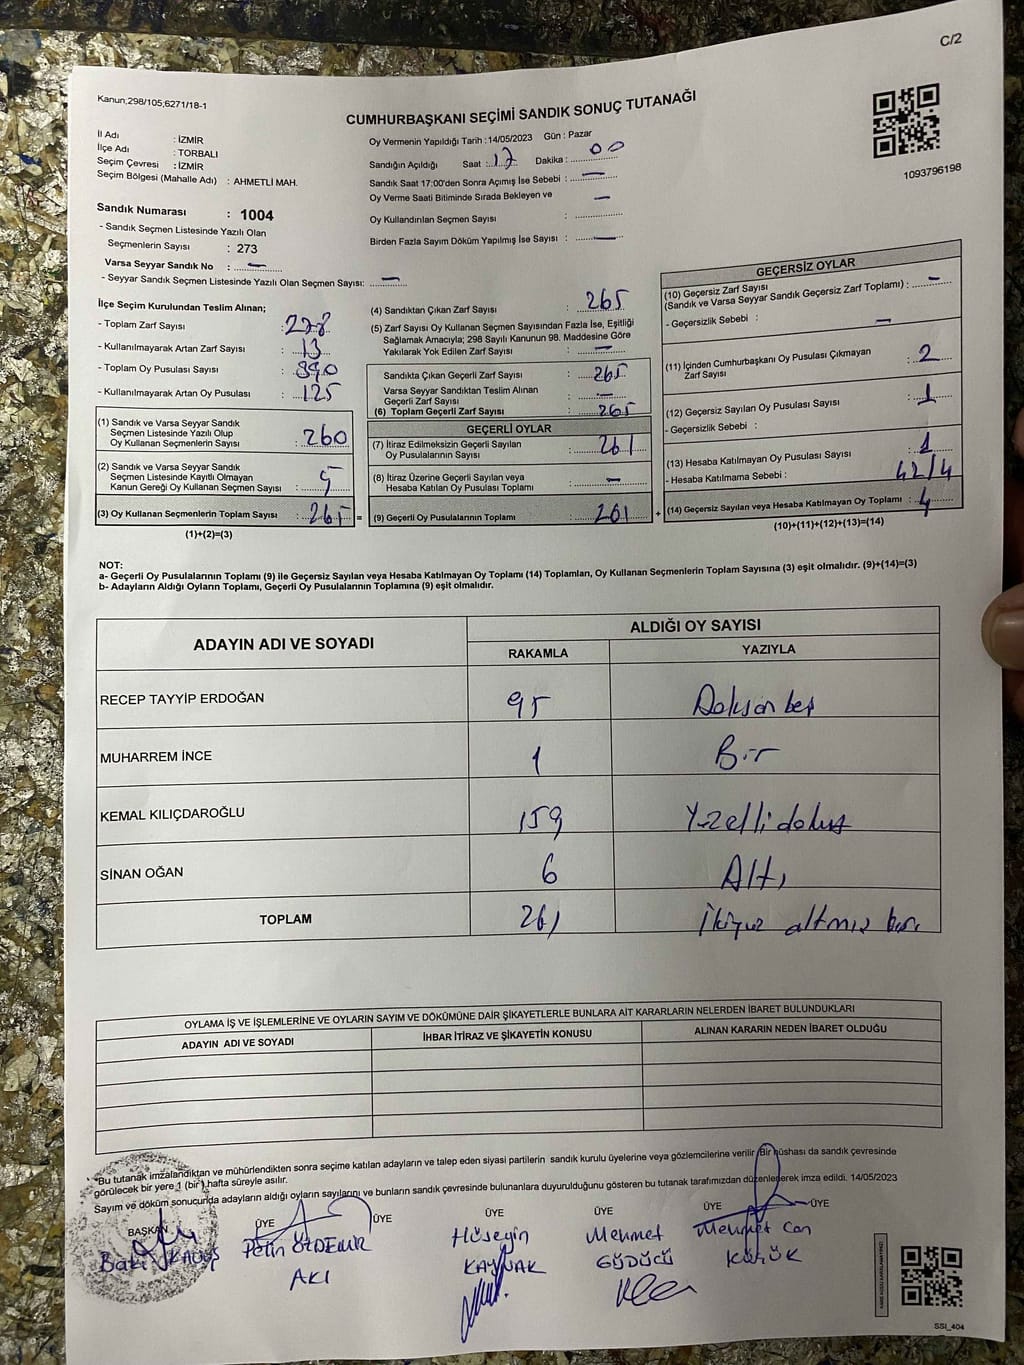 C/2
Kanun;298/105,6271/18-1
CUMHURBAŞKANI SEÇİMİ SANDIK SONUÇ TUTANAĞI
1093796198
İl Adı : İZMİR
İlçe Adı : TORBALI
Seçim Çevresi : İZMİR
Seçim Bölgesi (Mahalle Adı) : AHMETLİ MAH.
Oy Vermenin Yapıldığı Tarih : 14/05/2023 Gün : Pazar
Sandığın Açıldığı Saat : 17 Dakika : 00
Sandık Saat 17:00'den Sonra Açımış İse Sebebi : —
Oy Verme Saati Bitiminde Sırada Bekleyen ve —
Oy Kullandırılan Seçmen Sayısı :
Birden Fazla Sayım Döküm Yapılmış İse Sayısı : —
Sandık Numarası : 1004
- Sandık Seçmen Listesinde Yazılı Olan
Seçmenlerin Sayısı : 273
Varsa Seyyar Sandık No : —
- Seyyar Sandık Seçmen Listesinde Yazılı Olan Seçmen Sayısı: —
İlçe Seçim Kurulundan Teslim Alınan;
- Toplam Zarf Sayısı : 278
- Kullanılmayarak Artan Zarf Sayısı : 13
- Toplam Oy Pusulası Sayısı : 390
- Kullanılmayarak Artan Oy Pusulası : 125
(1) Sandık ve Varsa Seyyar Sandık
Seçmen Listesinde Yazılı Olup
Oy Kullanan Seçmenlerin Sayısı : 260
(2) Sandık ve Varsa Seyyar Sandık
Seçmen Listesinde Kayıtlı Olmayan
Kanun Gereği Oy Kullanan Seçmen Sayısı : 5
(3) Oy Kullanan Seçmenlerin Toplam Sayısı : 265 =
(1)+(2)=(3)
(4) Sandıktan Çıkan Zarf Sayısı : 265
(5) Zarf Sayısı Oy Kullanan Seçmen Sayısından Fazla İse, Eşitliği
Sağlamak Amacıyla; 298 Sayılı Kanunun 98. Maddesine Göre
Yakılarak Yok Edilen Zarf Sayısı : —
Sandıkta Çıkan Geçerli Zarf Sayısı : 265
Varsa Seyyar Sandıktan Teslim Alınan
Geçerli Zarf Sayısı : —
(6) Toplam Geçerli Zarf Sayısı : 265
GEÇERLİ OYLAR
(7) İtiraz Edilmeksizin Geçerli Sayılan
Oy Pusulalarının Sayısı : 261
(8) İtiraz Üzerine Geçerli Sayılan veya
Hesaba Katılan Oy Pusulası Toplamı : —
(9) Geçerli Oy Pusulalarının Toplamı : 261 +
GEÇERSİZ OYLAR
(10) Geçersiz Zarf Sayısı
(Sandık ve Varsa Seyyar Sandık Geçersiz Zarf Toplamı) : —
- Geçersizlik Sebebi : —
(11) İçinden Cumhurbaşkanı Oy Pusulası Çıkmayan
Zarf Sayısı : 2
(12) Geçersiz Sayılan Oy Pusulası Sayısı : 1
- Geçersizlik Sebebi :
(13) Hesaba Katılmayan Oy Pusulası Sayısı : 1
- Hesaba Katılmama Sebebi : 42/4
(14) Geçersiz Sayılan veya Hesaba Katılmayan Oy Toplamı : 4
(10)+(11)+(12)+(13)=(14)
NOT:
a- Geçerli Oy Pusulalarının Toplamı (9) ile Geçersiz Sayılan veya Hesaba Katılmayan Oy Toplamı (14) Toplamları, Oy Kullanan Seçmenlerin Toplam Sayısına (3) eşit olmalıdır. (9)+(14)=(3)
b- Adayların Aldığı Oyların Toplamı, Geçerli Oy Pusulalarının Toplamına (9) eşit olmalıdır.
ADAYIN ADI VE SOYADI
ALDIĞI OY SAYISI
RAKAMLA YAZIYLA
RECEP TAYYİP ERDOĞAN 95 Doksan beş
MUHARREM İNCE 1 Bir
KEMAL KILIÇDAROĞLU 159 Yüzelli dokuz
SİNAN OĞAN 6 Altı
TOPLAM 261 İkiyüz altmış bir
OYLAMA İŞ VE İŞLEMLERİNE VE OYLARIN SAYIM VE DÖKÜMÜNE DAİR ŞİKAYETLERLE BUNLARA AİT KARARLARIN NELERDEN İBARET BULUNDUKLARI
ADAYIN ADI VE SOYADI İHBAR İTİRAZ VE ŞİKAYETİN KONUSU ALINAN KARARIN NEDEN İBARET OLDUĞU
*Bu tutanak imzalandıktan ve mühürlendikten sonra seçime katılan adayların ve talep eden siyasi partilerin sandık kurulu üyelerine veya gözlemcilerine verilir. Bir nüshası da sandık çevresinde
görülecek bir yere 1 (bir) hafta süreyle asılır.
Sayım ve döküm sonucunda adayların aldığı oyların sayılarını ve bunların sandık çevresinde bulunanlara duyurulduğunu gösteren bu tutanak tarafımızdan düzenlenerek imza edildi. 14/05/2023
BAŞKAN ÜYE ÜYE ÜYE ÜYE ÜYE ÜYE
Baki
Pelin ÖZDEMİR
AKI
Hüseyin
KAYNAK
Mehmet
GÜDÜCÜ
Mehmet Can
SSI_404